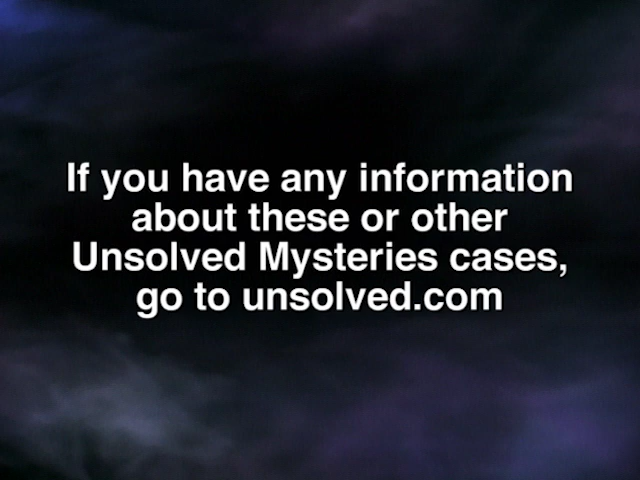 If you have any information
about these or other
Unsolved Mysteries cases,
go to unsolved.com